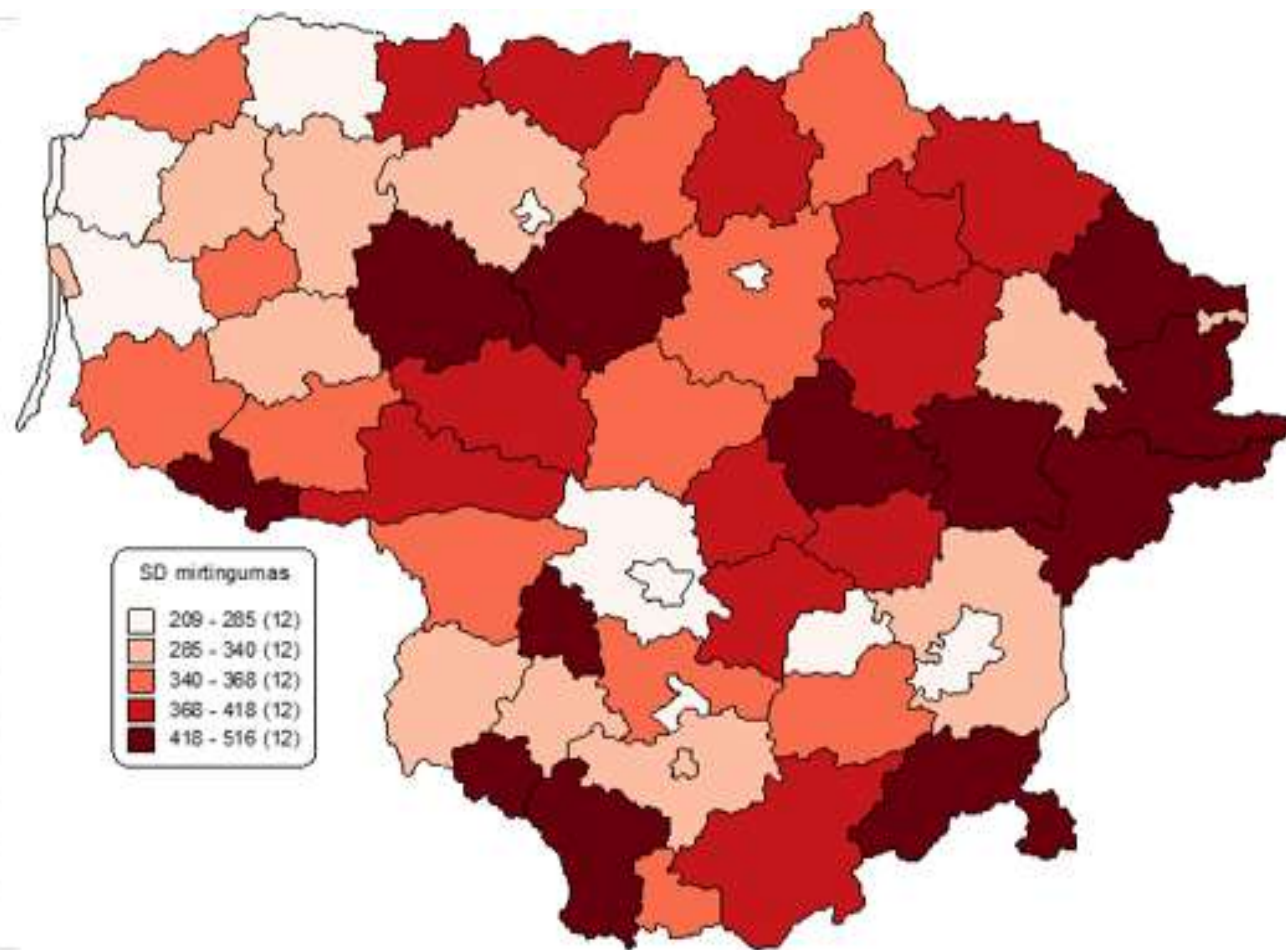 SD mirtingumas
209 - 285 (12)
285 - 340 (12)
340 - 368 (12)
368 - 418 (12)
418 - 516 (12)